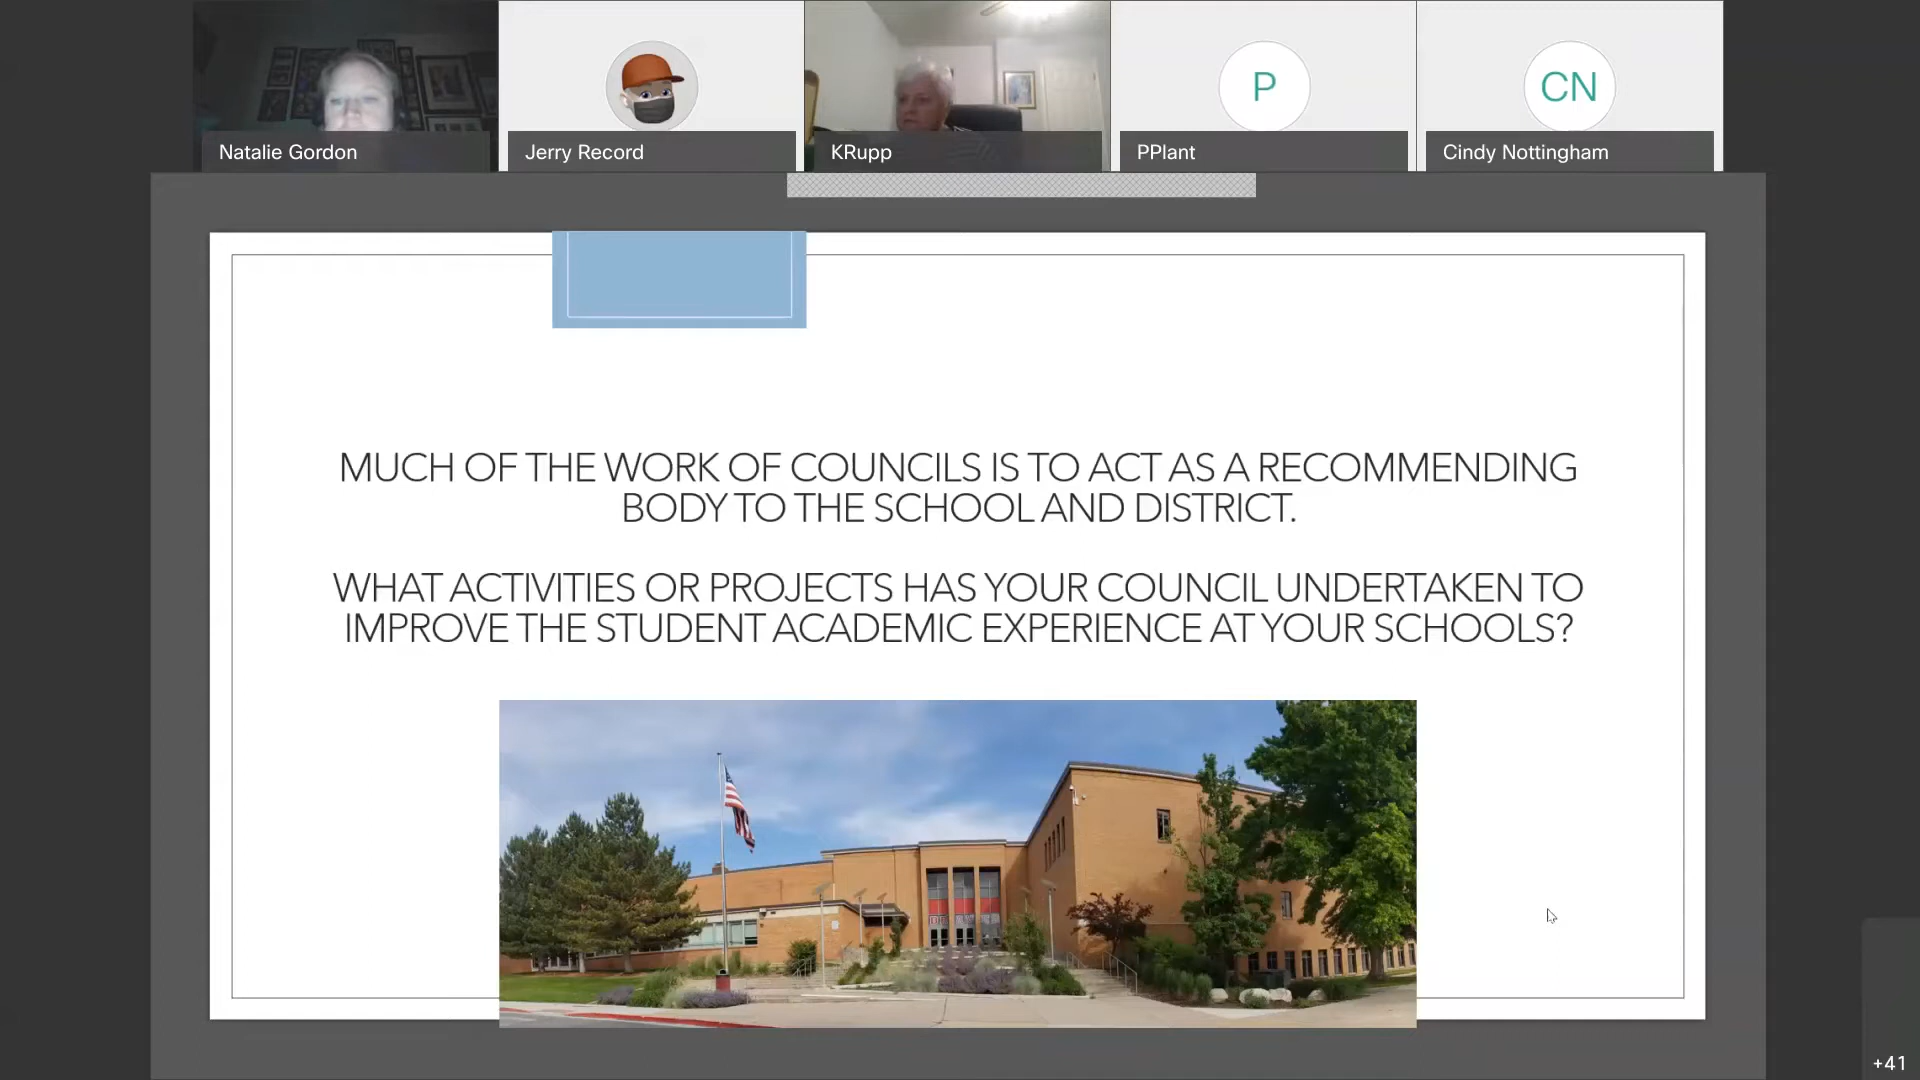 Natalie Gordon
Jerry Record
KRupp
P
PPlant
CN
Cindy Nottingham
MUCH OF THE WORK OF COUNCILS IS TO ACT AS A RECOMMENDING
BODY TO THE SCHOOL AND DISTRICT.
WHAT ACTIVITIES OR PROJECTS HAS YOUR COUNCIL UNDERTAKEN TO
IMPROVE THE STUDENT ACADEMIC EXPERIENCE AT YOUR SCHOOLS?
+41